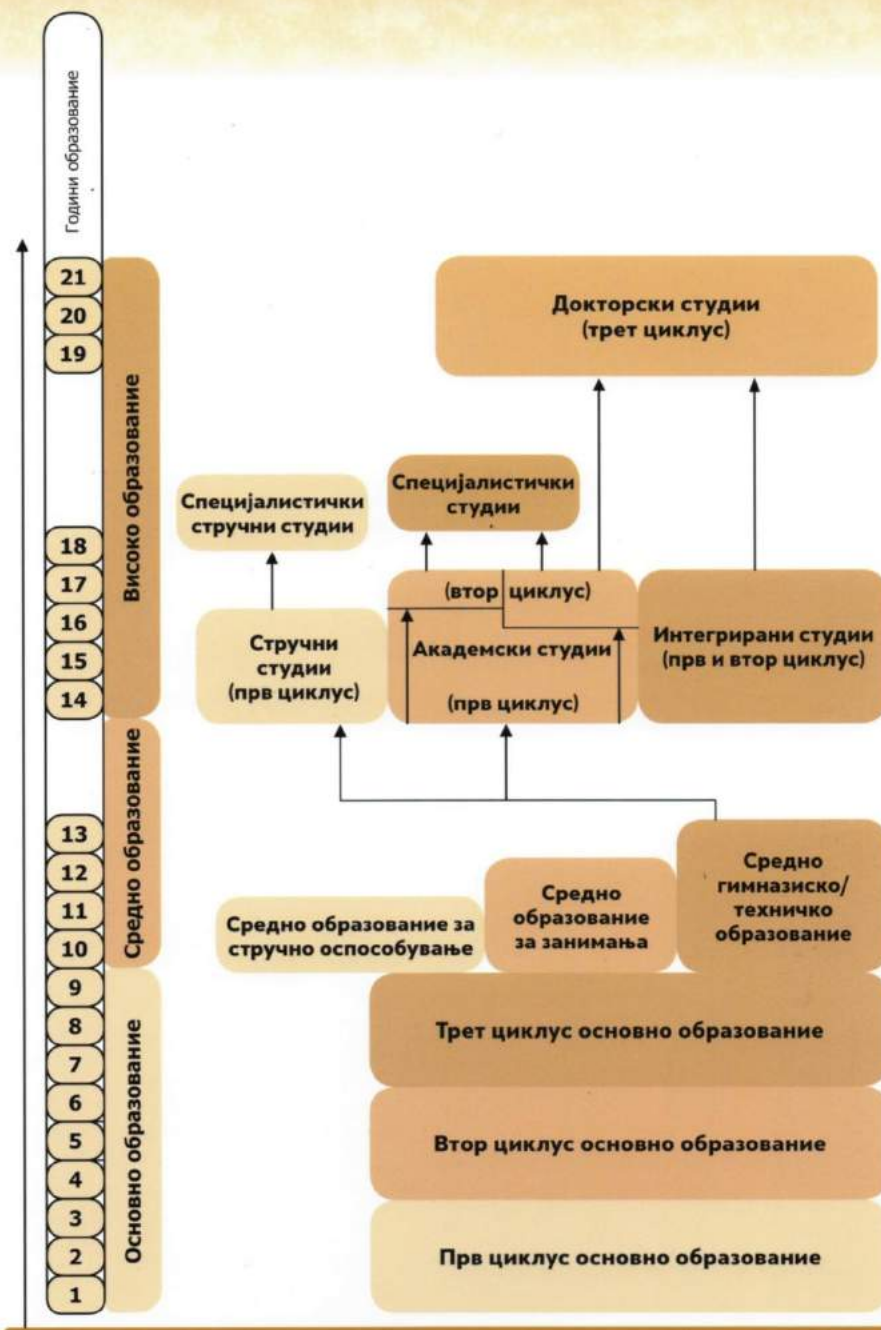 Години образование
21
20
19
18
17
16
15
14
13
12
11
10
9
8
7
6
5
4
3
2
1
Високо образование
Средно образование
Основно образование
Докторски студии
(трет циклус)
Специјалистички
стручни студии
Специјалистички
студии
Стручни
студии
(прв циклус)
(втор циклус)
Академски студии
(прв циклус)
Интегрирани студии
(прв и втор циклус)
Средно образование за
стручно оспособување
Средно
образование
за занимања
Средно
гимназиско/
техничко
образование
Трет циклус основно образование
Втор циклус основно образование
Прв циклус основно образование